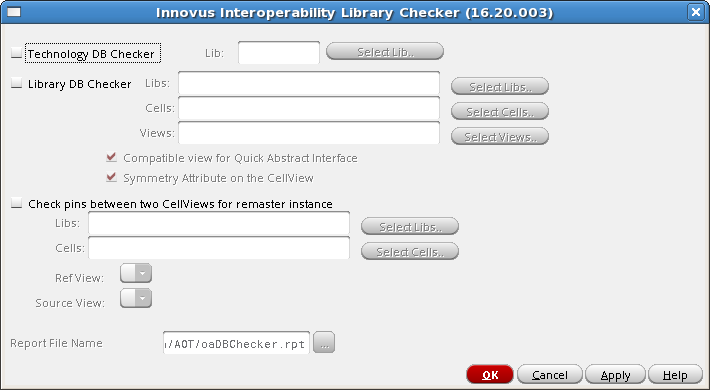 Innovus Interoperability Library Checker (16.20.003)
Technology DB Checker Lib: Select Lib..
Library DB Checker Libs: Select Libs..
Cells: Select Cells..
Views: Select Views..
Compatible view for Quick Abstract Interface
Symmetry Attribute on the CellView
Check pins between two CellViews for remaster instance
Libs: Select Libs..
Cells: Select Cells..
Ref View:
Source View:
Report File Name /AOT/oaDBChecker.rpt ...
OK Cancel Apply Help